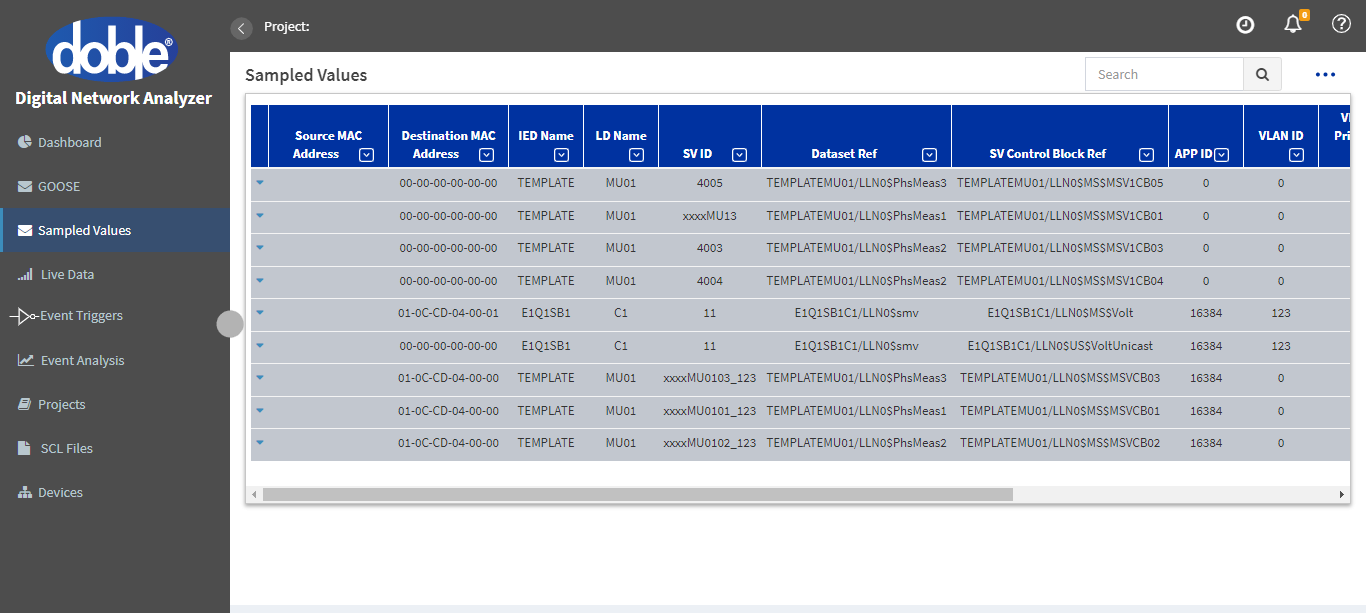 doble®
Digital Network Analyzer
Dashboard
GOOSE
Sampled Values
Live Data
Event Triggers
Event Analysis
Projects
SCL Files
Devices
Project:
0
Sampled Values
Search
Source MAC Address
Destination MAC Address
IED Name
LD Name
SV ID
Dataset Ref
SV Control Block Ref
APP ID
VLAN ID
00-00-00-00-00-00 TEMPLATE MU01 4005 TEMPLATEMU01/LLN0$PhsMeas3 TEMPLATEMU01/LLN0$MS$MSV1CB05 0 0
00-00-00-00-00-00 TEMPLATE MU01 xxxxMU13 TEMPLATEMU01/LLN0$PhsMeas1 TEMPLATEMU01/LLN0$MS$MSV1CB01 0 0
00-00-00-00-00-00 TEMPLATE MU01 4003 TEMPLATEMU01/LLN0$PhsMeas2 TEMPLATEMU01/LLN0$MS$MSV1CB03 0 0
00-00-00-00-00-00 TEMPLATE MU01 4004 TEMPLATEMU01/LLN0$PhsMeas2 TEMPLATEMU01/LLN0$MS$MSV1CB04 0 0
01-0C-CD-04-00-01 E1Q1SB1 C1 11 E1Q1SB1C1/LLN0$smv E1Q1SB1C1/LLN0$MS$Volt 16384 123
00-00-00-00-00-00 E1Q1SB1 C1 11 E1Q1SB1C1/LLN0$smv E1Q1SB1C1/LLN0$US$VoltUnicast 16384 123
01-0C-CD-04-00-00 TEMPLATE MU01 xxxxMU0103_123 TEMPLATEMU01/LLN0$PhsMeas3 TEMPLATEMU01/LLN0$MS$MSVCB03 16384 0
01-0C-CD-04-00-00 TEMPLATE MU01 xxxxMU0101_123 TEMPLATEMU01/LLN0$PhsMeas1 TEMPLATEMU01/LLN0$MS$MSVCB01 16384 0
01-0C-CD-04-00-00 TEMPLATE MU01 xxxxMU0102_123 TEMPLATEMU01/LLN0$PhsMeas2 TEMPLATEMU01/LLN0$MS$MSVCB02 16384 0